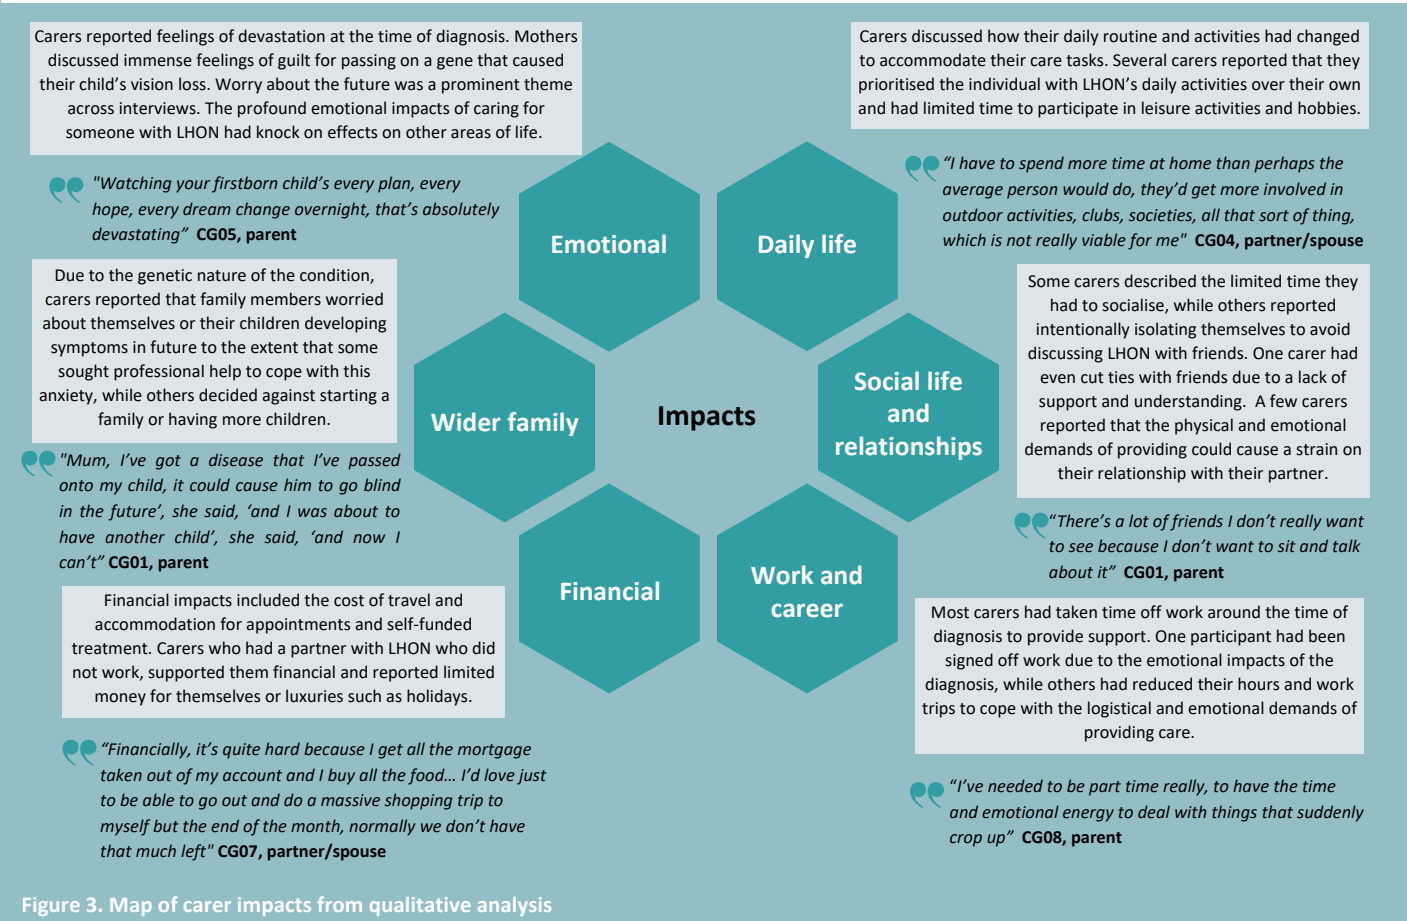 Carers reported feelings of devastation at the time of diagnosis. Mothers
discussed immense feelings of guilt for passing on a gene that caused
their child’s vision loss. Worry about the future was a prominent theme
across interviews. The profound emotional impacts of caring for
someone with LHON had knock on effects on other areas of life.
"Watching your firstborn child’s every plan, every
hope, every dream change overnight, that’s absolutely
devastating” CG05, parent
Due to the genetic nature of the condition,
carers reported that family members worried
about themselves or their children developing
symptoms in future to the extent that some
sought professional help to cope with this
anxiety, while others decided against starting a
family or having more children.
"Mum, I’ve got a disease that I’ve passed
onto my child, it could cause him to go blind
in the future’, she said, ‘and I was about to
have another child’, she said, ‘and now I
can’t” CG01, parent
Financial impacts included the cost of travel and
accommodation for appointments and self-funded
treatment. Carers who had a partner with LHON who did
not work, supported them financial and reported limited
money for themselves or luxuries such as holidays.
“Financially, it’s quite hard because I get all the mortgage
taken out of my account and I buy all the food… I’d love just
to be able to go out and do a massive shopping trip to
myself but the end of the month, normally we don’t have
that much left" CG07, partner/spouse
Emotional
Daily life
Wider family
Impacts
Social life
and
relationships
Financial
Work and
career
Carers discussed how their daily routine and activities had changed
to accommodate their care tasks. Several carers reported that they
prioritised the individual with LHON’s daily activities over their own
and had limited time to participate in leisure activities and hobbies.
“I have to spend more time at home than perhaps the
average person would do, they’d get more involved in
outdoor activities, clubs, societies, all that sort of thing,
which is not really viable for me" CG04, partner/spouse
Some carers described the limited time they
had to socialise, while others reported
intentionally isolating themselves to avoid
discussing LHON with friends. One carer had
even cut ties with friends due to a lack of
support and understanding. A few carers
reported that the physical and emotional
demands of providing could cause a strain on
their relationship with their partner.
“There’s a lot of friends I don’t really want
to see because I don’t want to sit and talk
about it” CG01, parent
Most carers had taken time off work around the time of
diagnosis to provide support. One participant had been
signed off work due to the emotional impacts of the
diagnosis, while others had reduced their hours and work
trips to cope with the logistical and emotional demands of
providing care.
“I’ve needed to be part time really, to have the time
and emotional energy to deal with things that suddenly
crop up” CG08, parent
Figure 3. Map of carer impacts from qualitative analysis